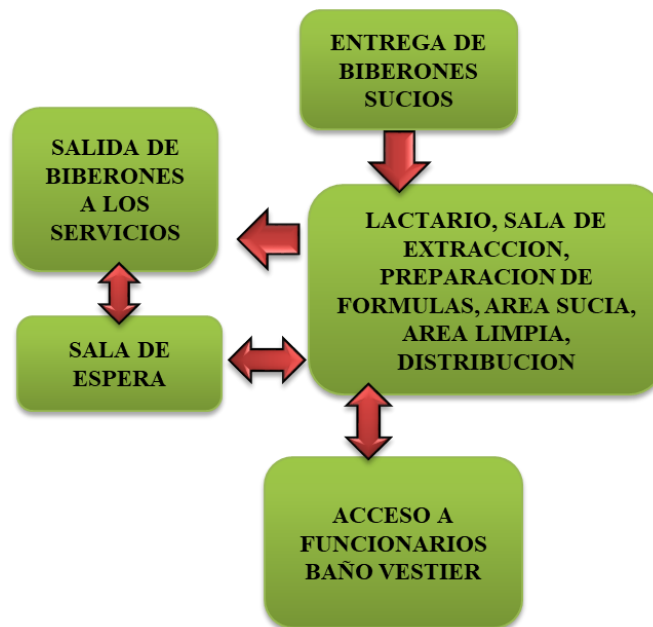 ENTREGA DE
BIBERONES
SUCIOS
SALIDA DE
BIBERONES
A LOS
SERVICIOS
LACTARIO, SALA DE
EXTRACCION,
PREPARACION DE
FORMULAS, AREA SUCIA,
AREA LIMPIA,
DISTRIBUCION
SALA DE
ESPERA
ACCESO A
FUNCIONARIOS
BAÑO VESTIER